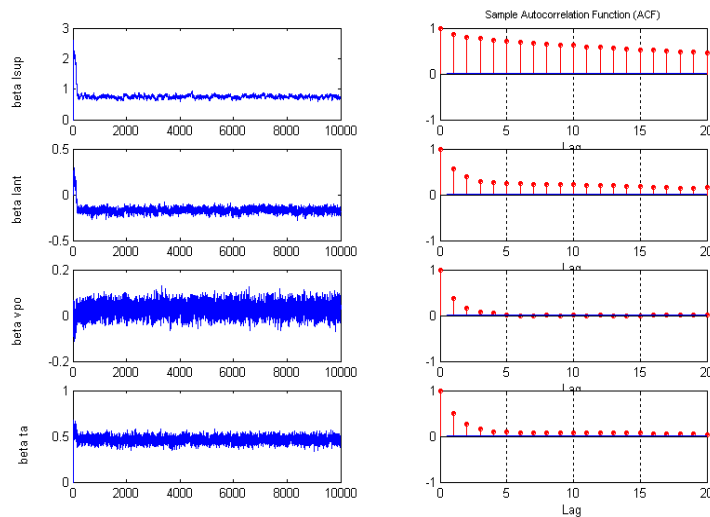 Sample Autocorrelation Function (ACF)
3
2
1
0
beta lsup
0 2000 4000 6000 8000 10000
1
0
-1
0 5 10 15 20
Lag
0.5
0
-0.5
beta lant
0 2000 4000 6000 8000 10000
1
0
-1
0 5 10 15 20
Lag
0.2
0
-0.2
beta vpo
0 2000 4000 6000 8000 10000
1
0
-1
0 5 10 15 20
Lag
1
0.5
0
beta ta
0 2000 4000 6000 8000 10000
1
0
-1
0 5 10 15 20
Lag